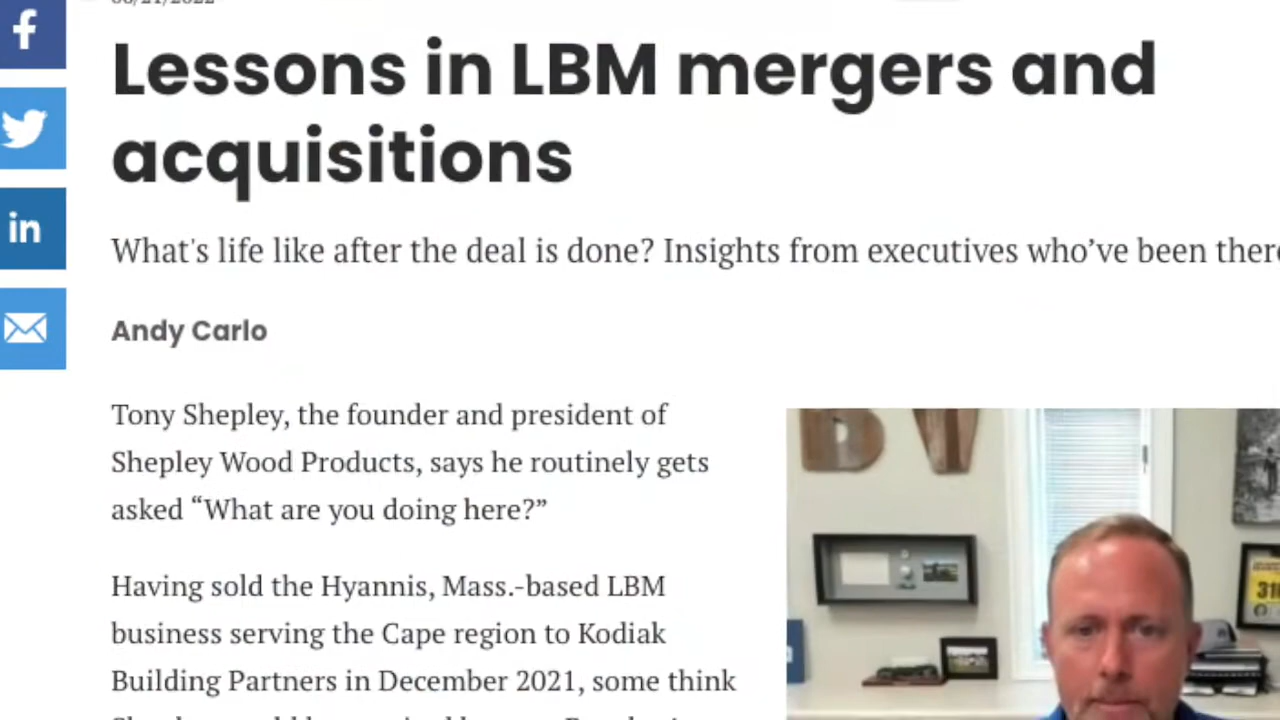 Lessons in LBM mergers and
acquisitions
What's life like after the deal is done? Insights from executives who’ve been there
Andy Carlo
Tony Shepley, the founder and president of
Shepley Wood Products, says he routinely gets
asked “What are you doing here?”
Having sold the Hyannis, Mass.-based LBM
business serving the Cape region to Kodiak
Building Partners in December 2021, some think
in